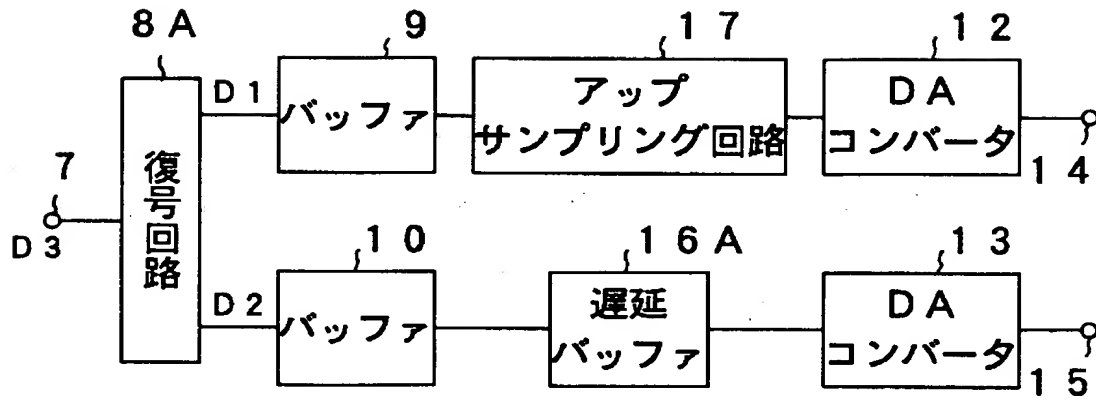 8A
9
17
12
D1
バッファ
アップ
サンプリング回路
DA
コンバータ
14
7
D3
復号回路
10
16A
13
D2
バッファ
遅延
バッファ
DA
コンバータ
15